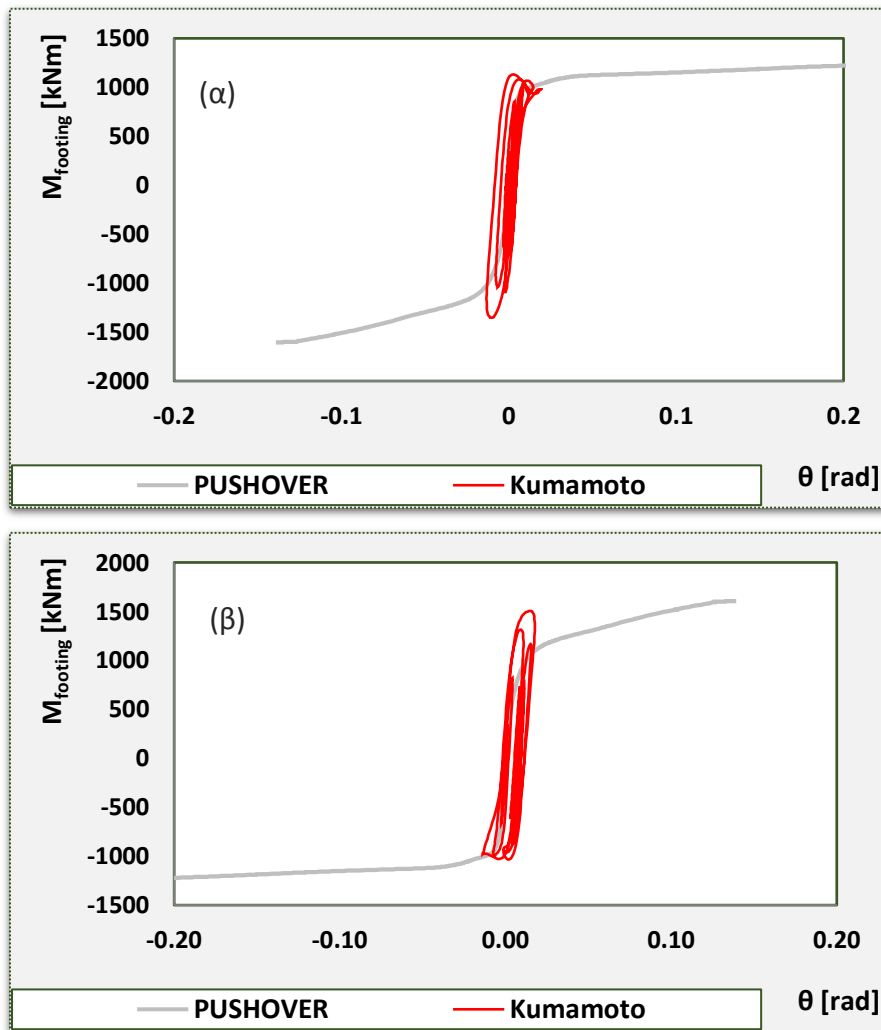 M_footing [kNm]
1500
1000
500
0
-500
-1000
-1500
-2000
(α)
-0.2 -0.1 0 0.1 0.2
PUSHOVER Kumamoto θ [rad]
M_footing [kNm]
2000
1500
1000
500
0
-500
-1000
-1500
(β)
-0.20 -0.10 0.00 0.10 0.20
PUSHOVER Kumamoto θ [rad]